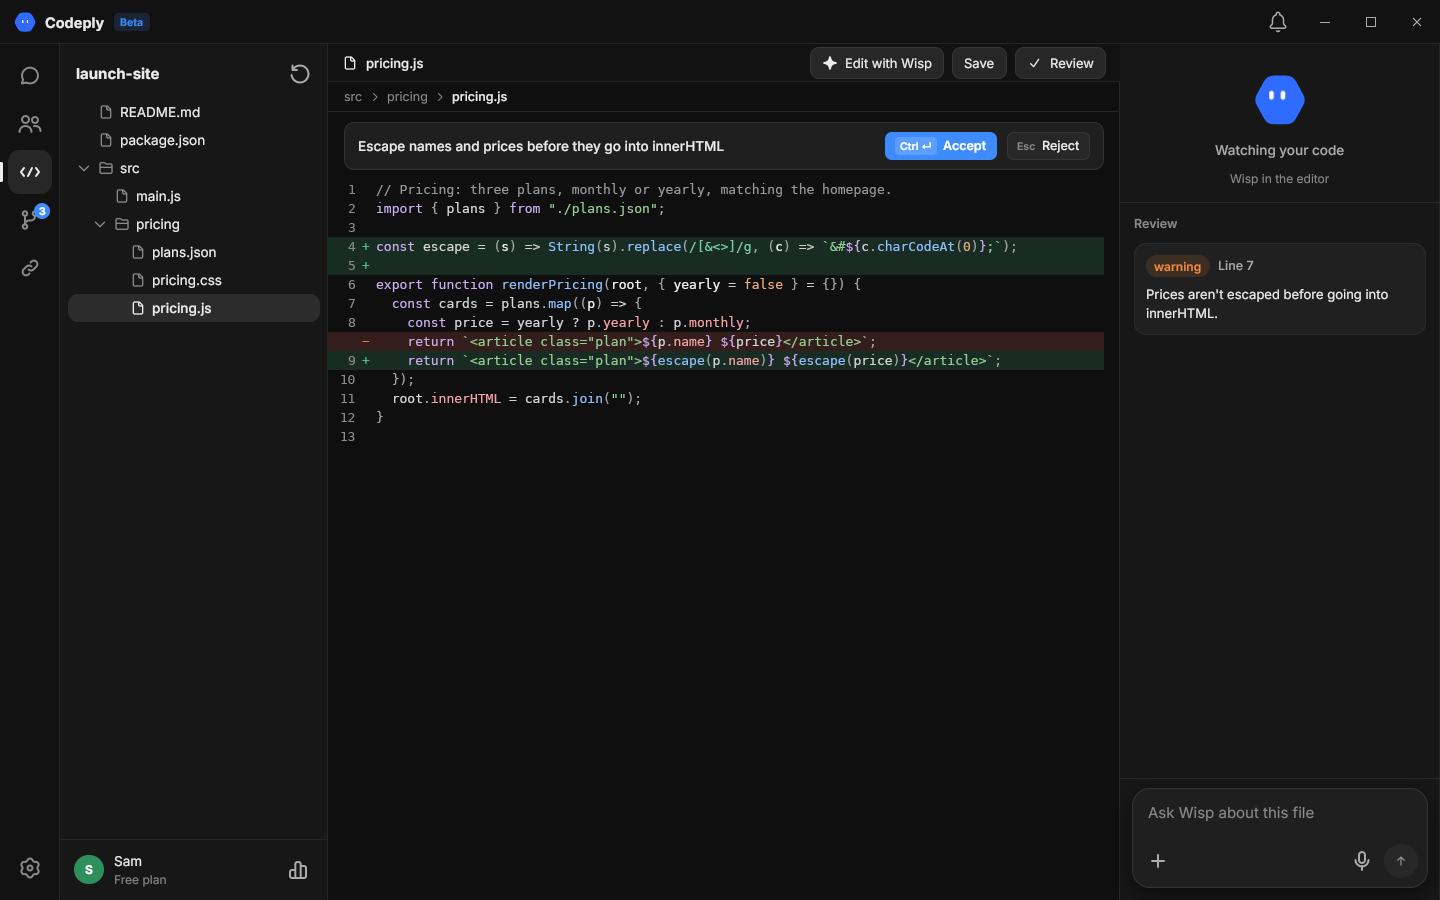 Codeply Beta
launch-site
README.md
package.json
src
main.js
pricing
plans.json
pricing.css
pricing.js
3
S
Sam
Free plan
pricing.js
Edit with Wisp
Save
Review
src > pricing > pricing.js
Escape names and prices before they go into innerHTML
Ctrl ↵ Accept
Esc Reject
1 // Pricing: three plans, monthly or yearly, matching the homepage.
2 import { plans } from "./plans.json";
3
4 + const escape = (s) => String(s).replace(/[&<>]/g, (c) => `&#${c.charCodeAt(0)};`);
5 +
6 export function renderPricing(root, { yearly = false } = {}) {
7 const cards = plans.map((p) => {
8 const price = yearly ? p.yearly : p.monthly;
− return `<article class="plan">${p.name} ${price}</article>`;
9 + return `<article class="plan">${escape(p.name)} ${escape(price)}</article>`;
10 });
11 root.innerHTML = cards.join("");
12 }
13
Watching your code
Wisp in the editor
Review
warning Line 7
Prices aren't escaped before going into
innerHTML.
Ask Wisp about this file